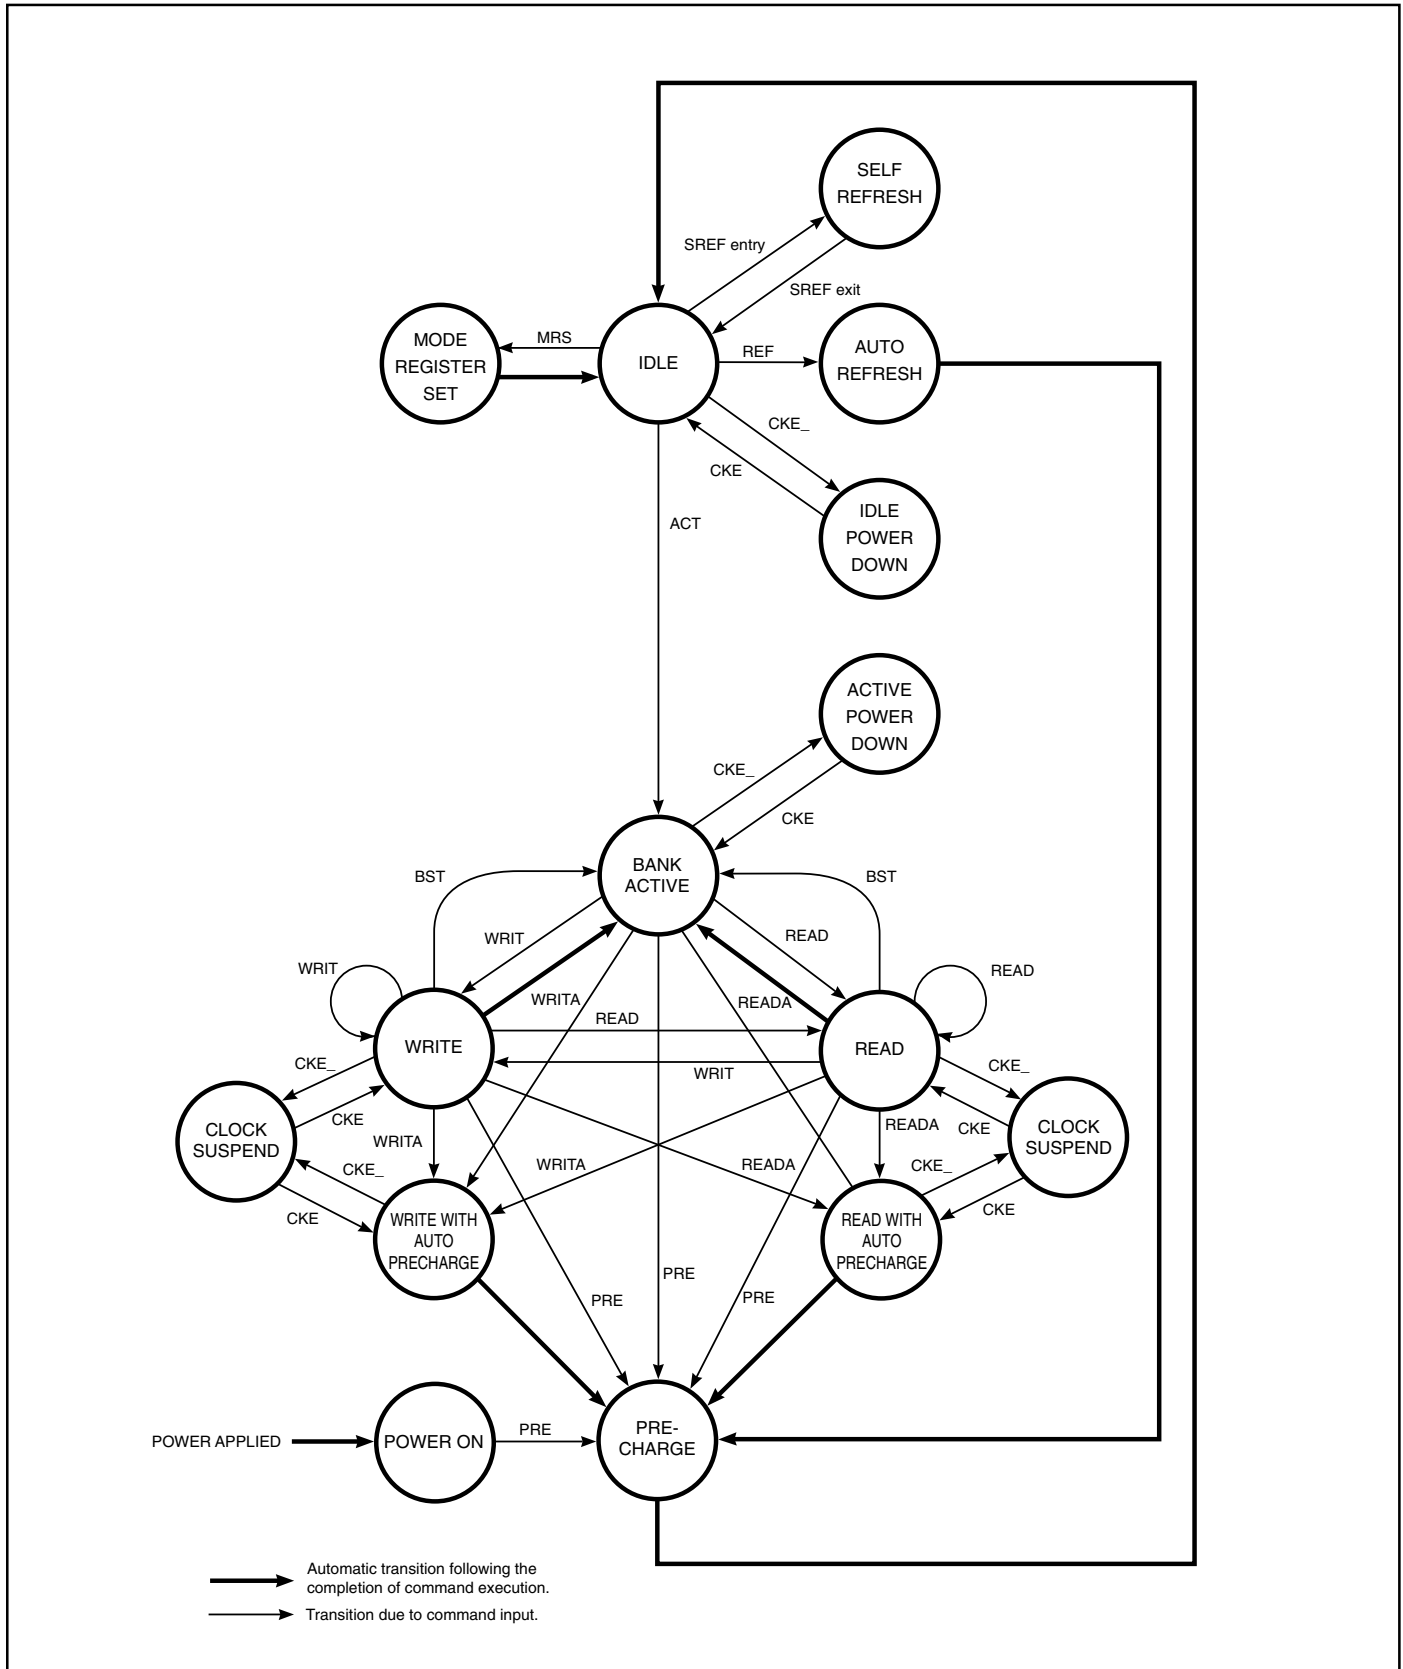 SELF
REFRESH
SREF entry
SREF exit
MODE
REGISTER
SET
MRS
IDLE
REF
AUTO
REFRESH
CKE_
CKE
IDLE
POWER
DOWN
ACT
ACTIVE
POWER
DOWN
CKE_
CKE
BANK
ACTIVE
BST
BST
WRIT
READ
WRIT
READ
WRITA
READA
READ
WRITE
READ
WRIT
CKE_
CKE_
CLOCK
SUSPEND
CKE
WRITA
READA
CKE
CLOCK
SUSPEND
CKE_
WRITA
READA
CKE_
CKE
CKE
WRITE WITH
AUTO
PRECHARGE
READ WITH
AUTO
PRECHARGE
PRE
PRE
PRE
POWER APPLIED
POWER ON
PRE
PRE-
CHARGE
Automatic transition following the
completion of command execution.
Transition due to command input.